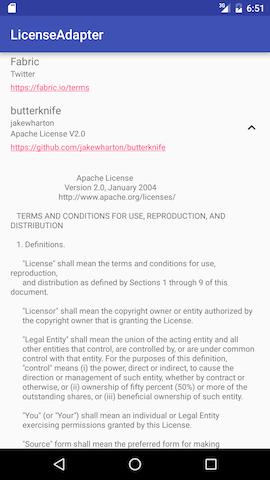 3G 6:51
LicenseAdapter
Fabric
Twitter
https://fabric.io/terms
butterknife
jakewharton
Apache License V2.0
https://github.com/jakewharton/butterknife
Apache License
Version 2.0, January 2004
http://www.apache.org/licenses/
TERMS AND CONDITIONS FOR USE, REPRODUCTION, AND
DISTRIBUTION
1. Definitions.
"License" shall mean the terms and conditions for use,
reproduction,
and distribution as defined by Sections 1 through 9 of this
document.
"Licensor" shall mean the copyright owner or entity authorized by
the copyright owner that is granting the License.
"Legal Entity" shall mean the union of the acting entity and all
other entities that control, are controlled by, or are under common
control with that entity. For the purposes of this definition,
"control" means (i) the power, direct or indirect, to cause the
direction or management of such entity, whether by contract or
otherwise, or (ii) ownership of fifty percent (50%) or more of the
outstanding shares, or (iii) beneficial ownership of such entity.
"You" (or "Your") shall mean an individual or Legal Entity
exercising permissions granted by this License.
"Source" form shall mean the preferred form for making